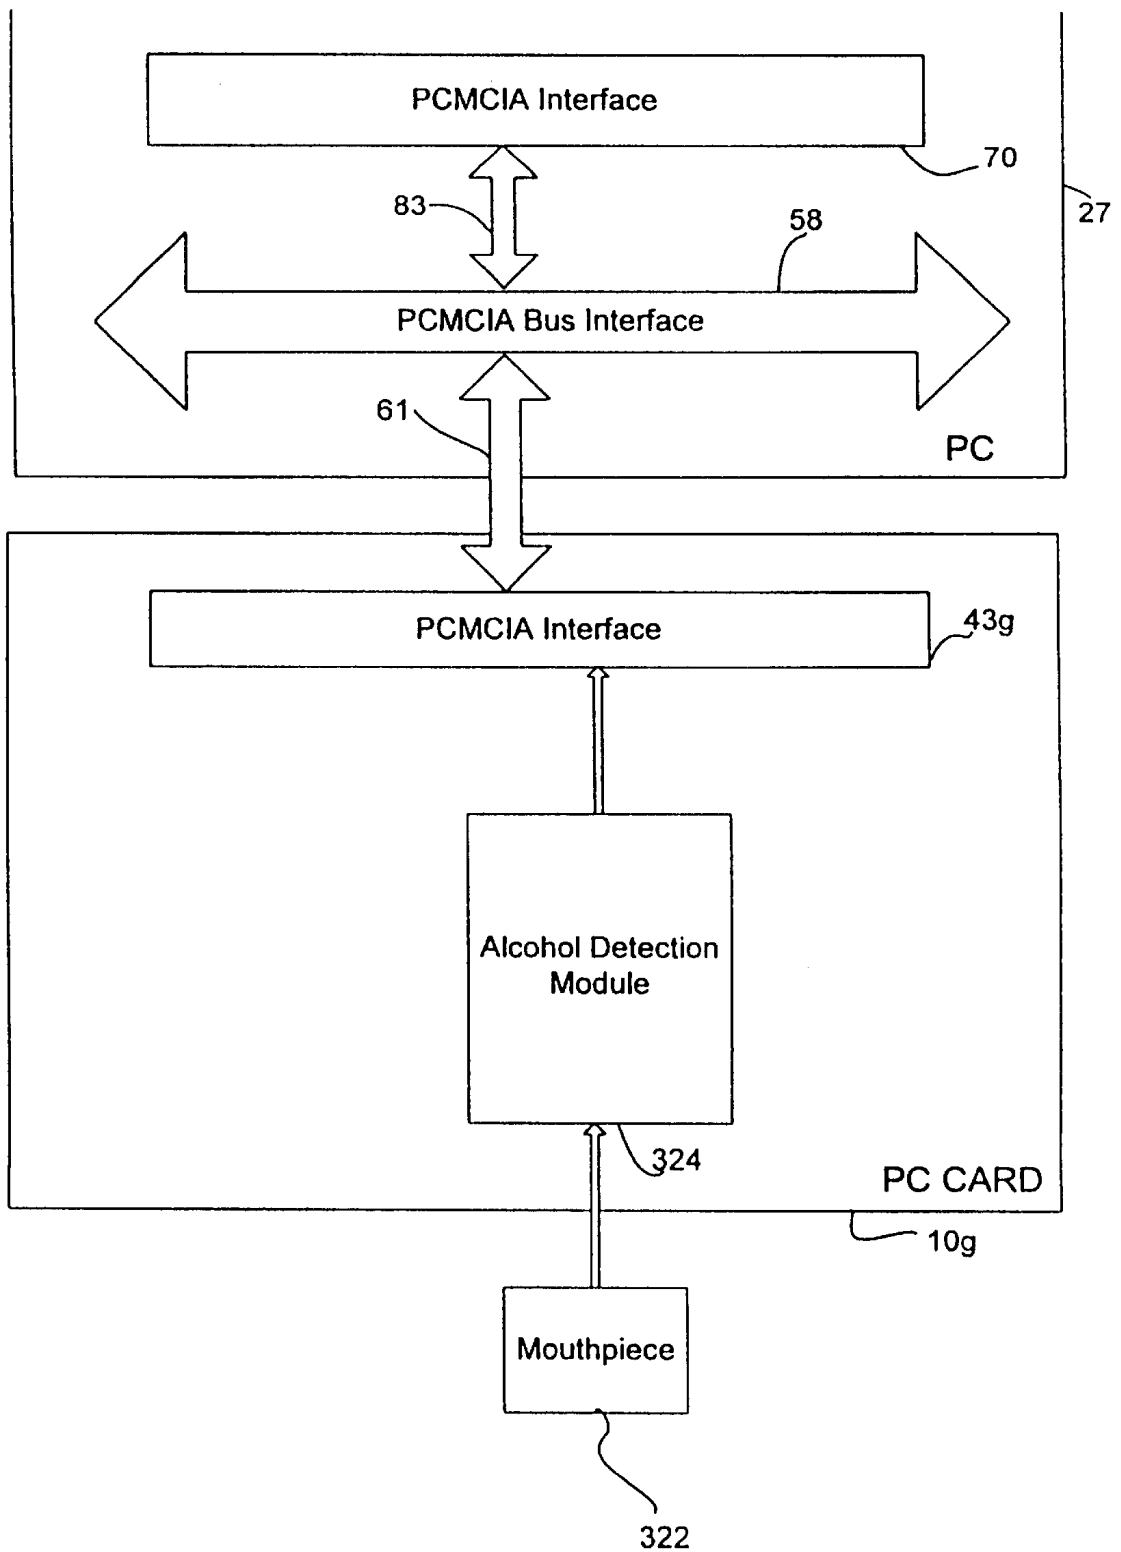 PCMCIA Interface
70
83
27
58
PCMCIA Bus Interface
61
PC
PCMCIA Interface
43g
Alcohol Detection
Module
324
PC CARD
10g
Mouthpiece
322